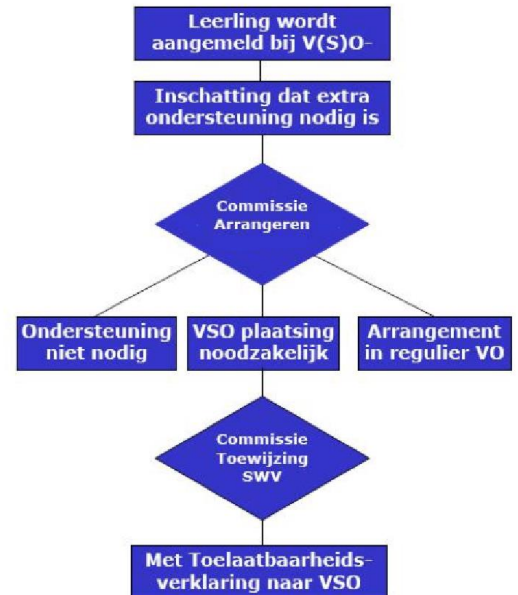 Leerling wordt
aangemeld bij V(S)O-
Inschatting dat extra
ondersteuning nodig is
Commissie
Arrangeren
Ondersteuning
niet nodig
VSO plaatsing
noodzakelijk
Arrangement
in regulier VO
Commissie
Toewijzing
SWV
Met Toelaatbaarheids-
verklaring naar VSO